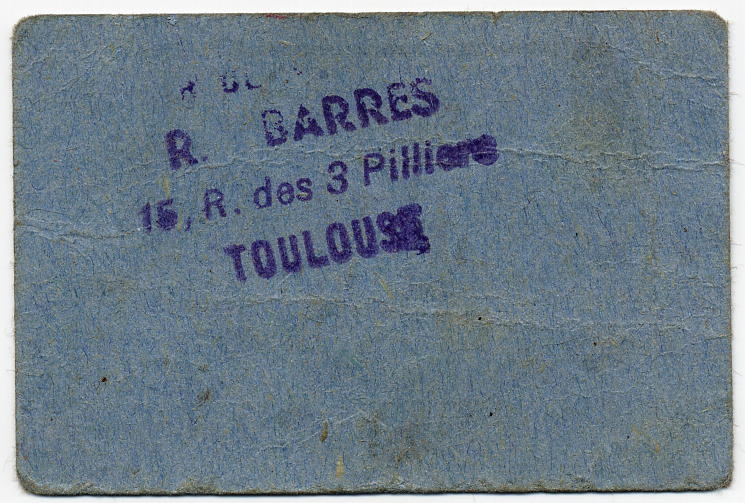 R. BARRES
15, R. des 3 Pilliers
TOULOUSE